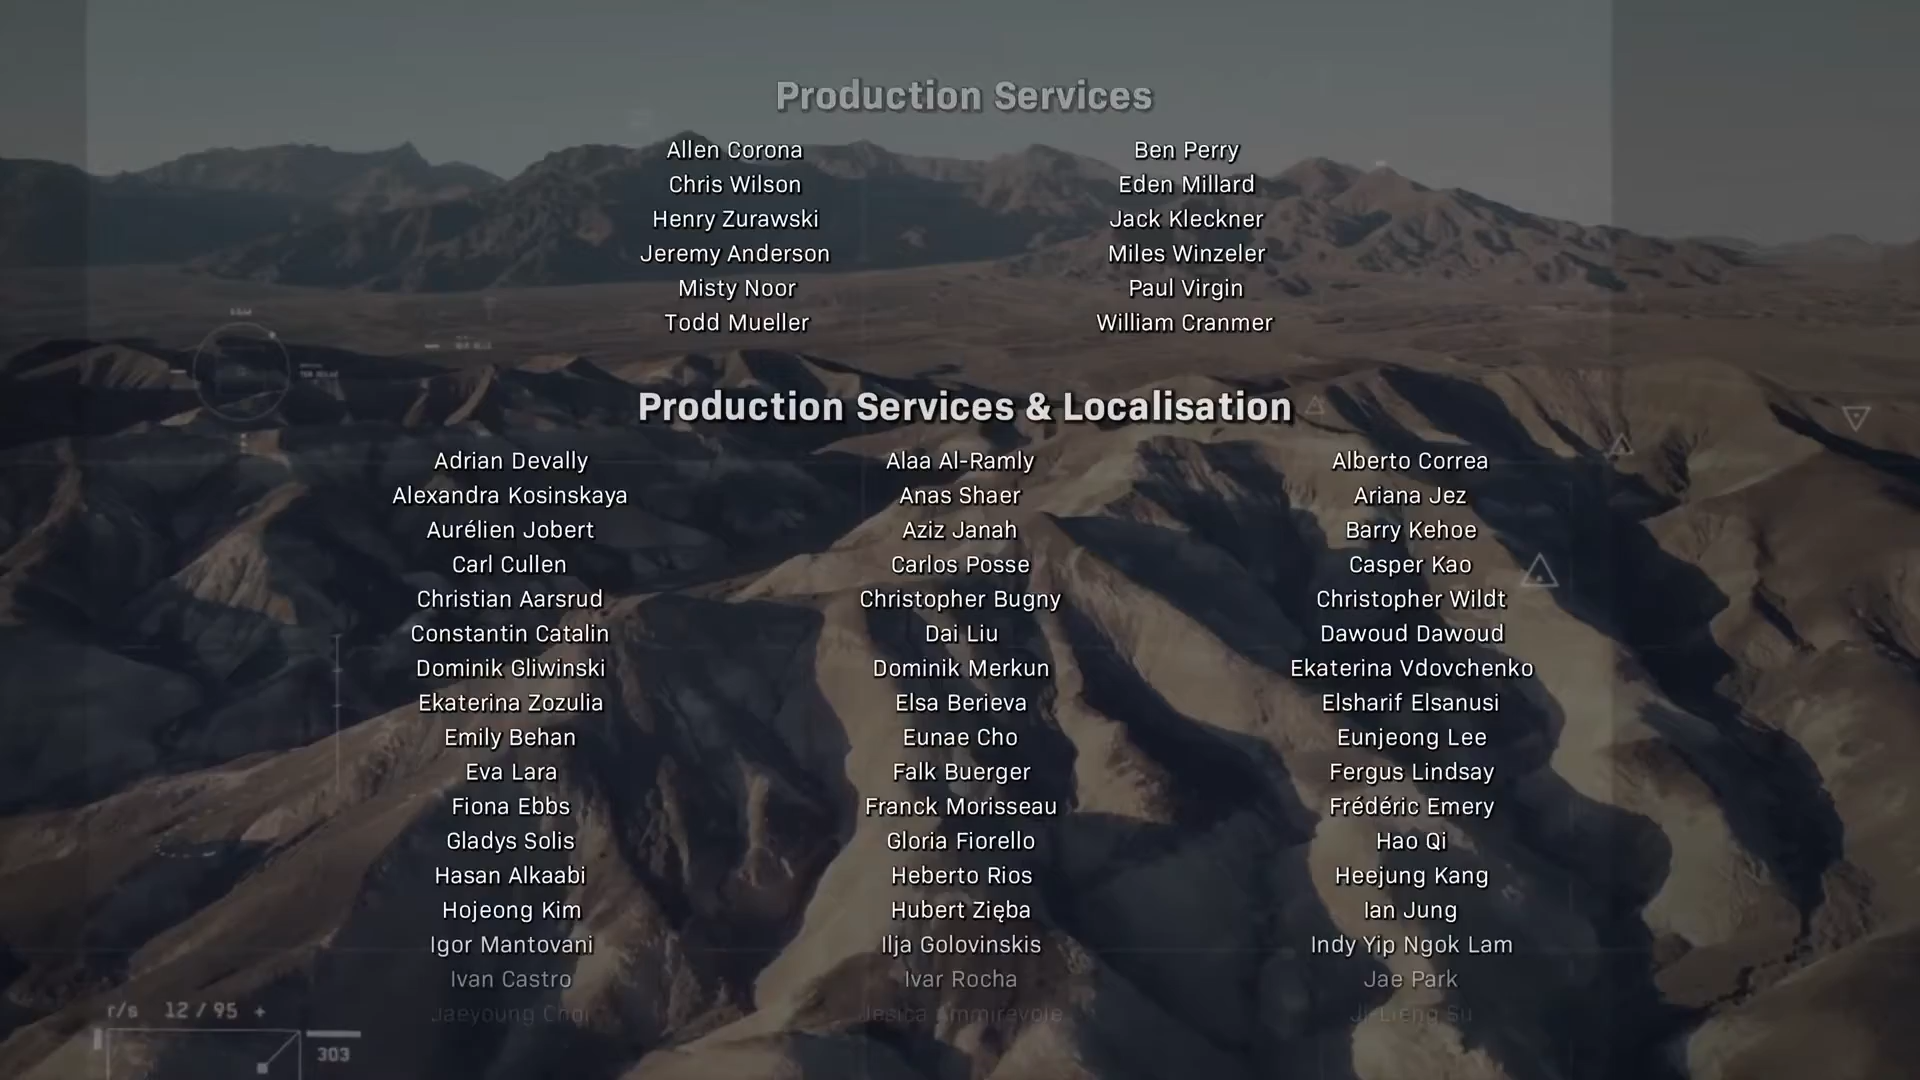 Production Services
Allen Corona Ben Perry
Chris Wilson Eden Millard
Henry Zurawski Jack Kleckner
Jeremy Anderson Miles Winzeler
Misty Noor Paul Virgin
Todd Mueller William Cranmer
Production Services & Localisation
Adrian Devally Alaa Al-Ramly Alberto Correa
Alexandra Kosinskaya Anas Shaer Ariana Jez
Aurélien Jobert Aziz Janah Barry Kehoe
Carl Cullen Carlos Posse Casper Kao
Christian Aarsrud Christopher Bugny Christopher Wildt
Constantin Catalin Dai Liu Dawoud Dawoud
Dominik Gliwinski Dominik Merkun Ekaterina Vdovchenko
Ekaterina Zozulia Elsa Berieva Elsharif Elsanusi
Emily Behan Eunae Cho Eunjeong Lee
Eva Lara Falk Buerger Fergus Lindsay
Fiona Ebbs Franck Morisseau Frédéric Emery
Gladys Solis Gloria Fiorello Hao Qi
Hasan Alkaabi Heberto Rios Heejung Kang
Hojeong Kim Hubert Zięba Ian Jung
Igor Mantovani Ilja Golovinskis Indy Yip Ngok Lam
Ivan Castro Ivar Rocha Jae Park
Jaeyoung Choi Jesica Ammirevole
r/s 12 / 95 +
303